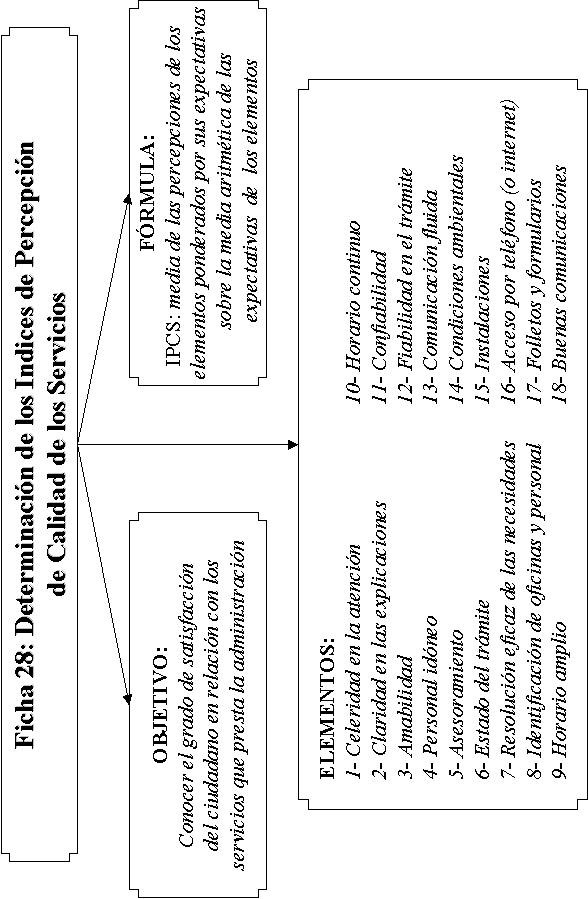 Ficha 28: Determinación de los Indices de Percepción
de Calidad de los Servicios
OBJETIVO:
Conocer el grado de satisfacción
del ciudadano en relación con los
servicios que presta la administración
FÓRMULA:
IPCS: media de las percepciones de los
elementos ponderados por sus expectativas
sobre la media aritmética de las
expectativas de los elementos
ELEMENTOS:
1- Celeridad en la atención
2- Claridad en las explicaciones
3- Amabilidad
4- Personal idóneo
5- Asesoramiento
6- Estado del trámite
7- Resolución eficaz de las necesidades
8- Identificación de oficinas y personal
9- Horario amplio
10- Horario continuo
11- Confiabilidad
12- Fiabilidad en el trámite
13- Comunicación fluida
14- Condiciones ambientales
15- Instalaciones
16- Acceso por teléfono (o internet)
17- Folletos y formularios
18- Buenas comunicaciones